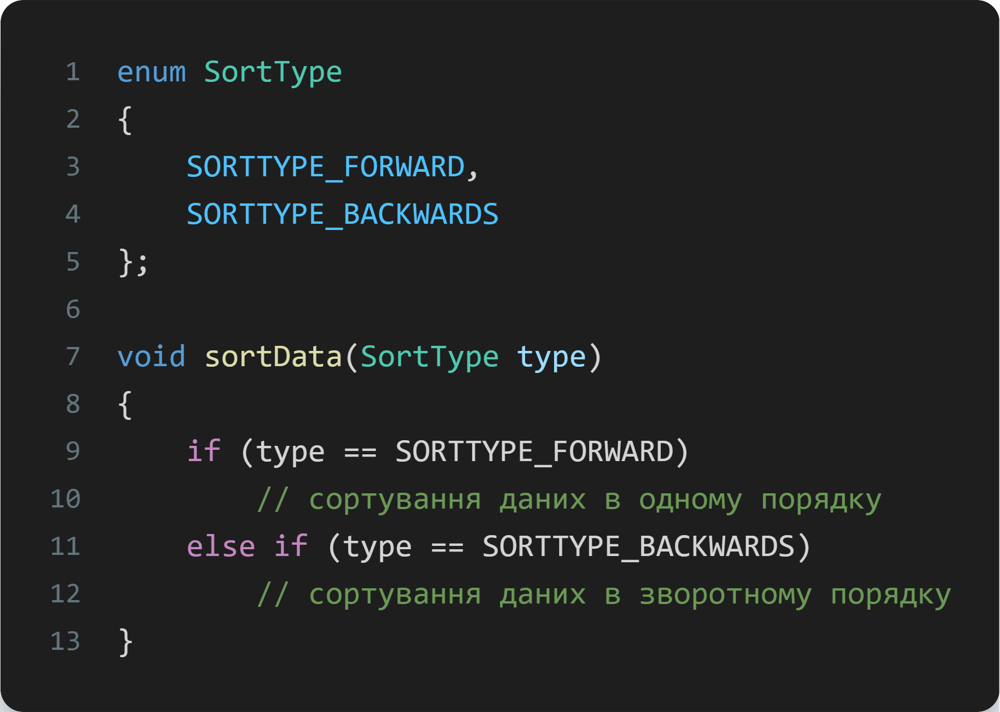 1 enum SortType
2 {
3     SORTTYPE_FORWARD,
4     SORTTYPE_BACKWARDS
5 };
6
7 void sortData(SortType type)
8 {
9     if (type == SORTTYPE_FORWARD)
10         // сортування даних в одному порядку
11     else if (type == SORTTYPE_BACKWARDS)
12         // сортування даних в зворотному порядку
13 }